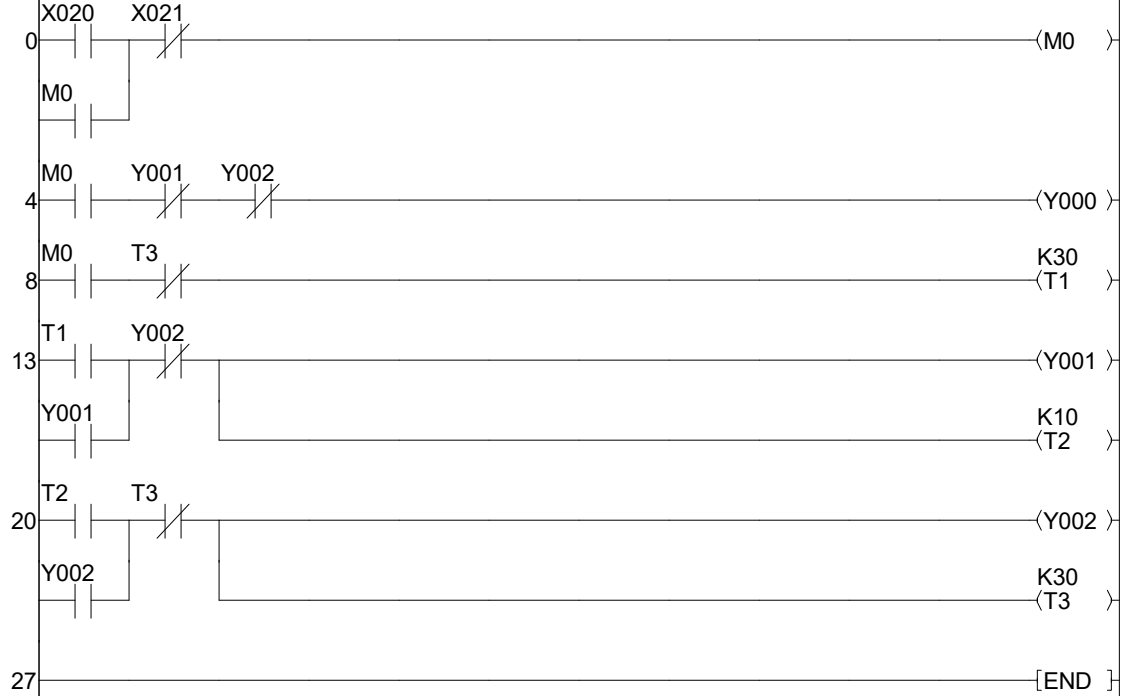 X020 X021
0 (M0 )
M0
M0 Y001 Y002
4 (Y000 )
M0 T3 K30
8 (T1 )
T1 Y002
13 (Y001 )
Y001 K10
(T2 )
T2 T3
20 (Y002 )
Y002 K30
(T3 )
27 [END ]